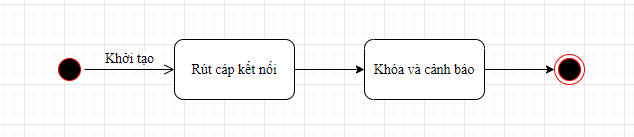 Khởi tạo
Rút cáp kết nối
Khóa và cảnh báo